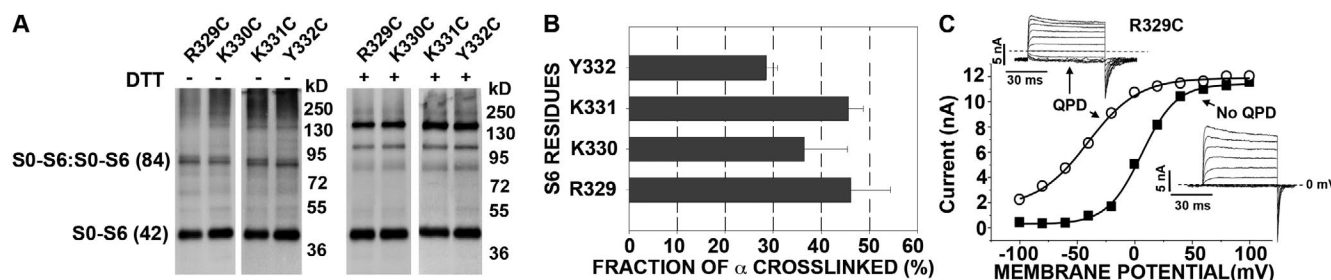 A
R329C K330C K331C Y332C
R329C K330C K331C Y332C
DTT - - - - kD + + + + kD
250 250
130 130
S0-S6:S0-S6 (84) 95 95
72 72
55 55
S0-S6 (42)
36 36
B
S6 RESIDUES
Y332
K331
K330
R329
0 10 20 30 40 50 60
FRACTION OF α CROSSLINKED (%)
C
R329C
5 nA
30 ms
QPD
No QPD
5 nA
0 mV
30 ms
Current (nA)
12
10
8
6
4
2
0
-100 -50 0 50 100
MEMBRANE POTENTIAL(mV)